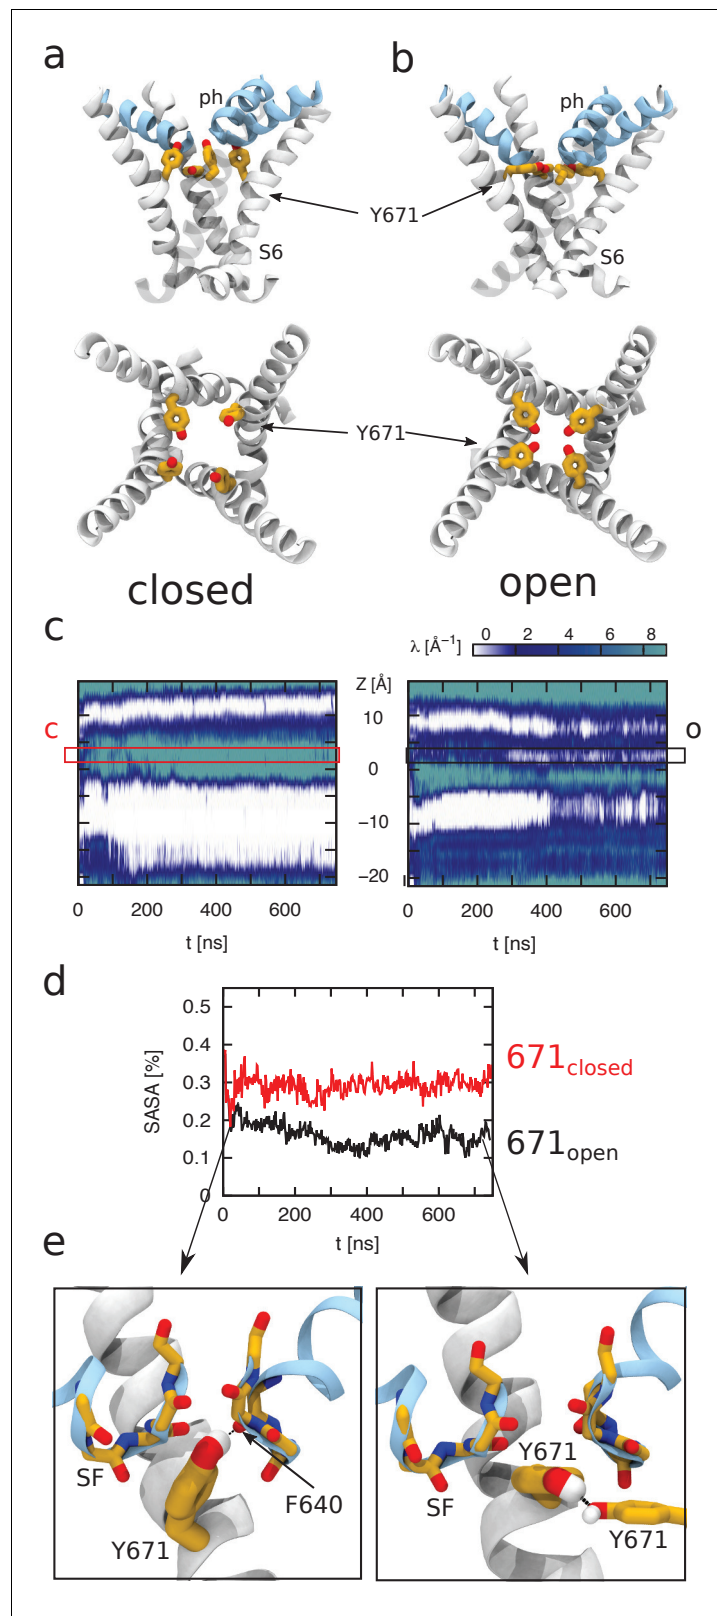 a
b
ph
ph
Y671
S6
S6
Y671
closed
open
c
λ [Å⁻¹]
0 2 4 6 8
Z [Å]
c
10
o
0
−10
−20
0 200 400 600
0 200 400 600
t [ns]
t [ns]
d
0.5
0.4
671closed
0.3
SASA [%]
0.2
671open
0.1
0
0 200 400 600
t [ns]
e
Y671
SF
F640
SF
Y671
Y671